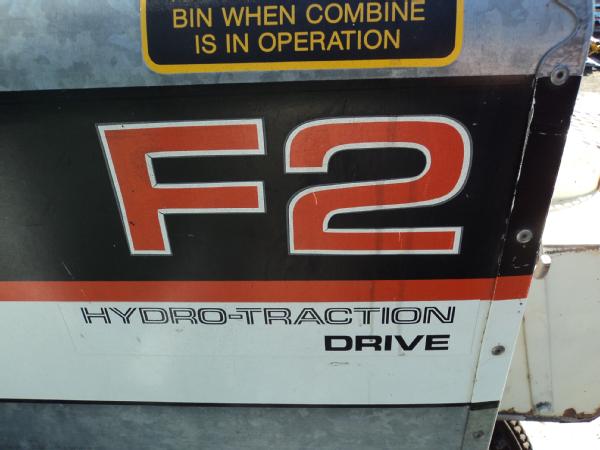 BIN WHEN COMBINE
IS IN OPERATION
F2
HYDRO-TRACTION
DRIVE